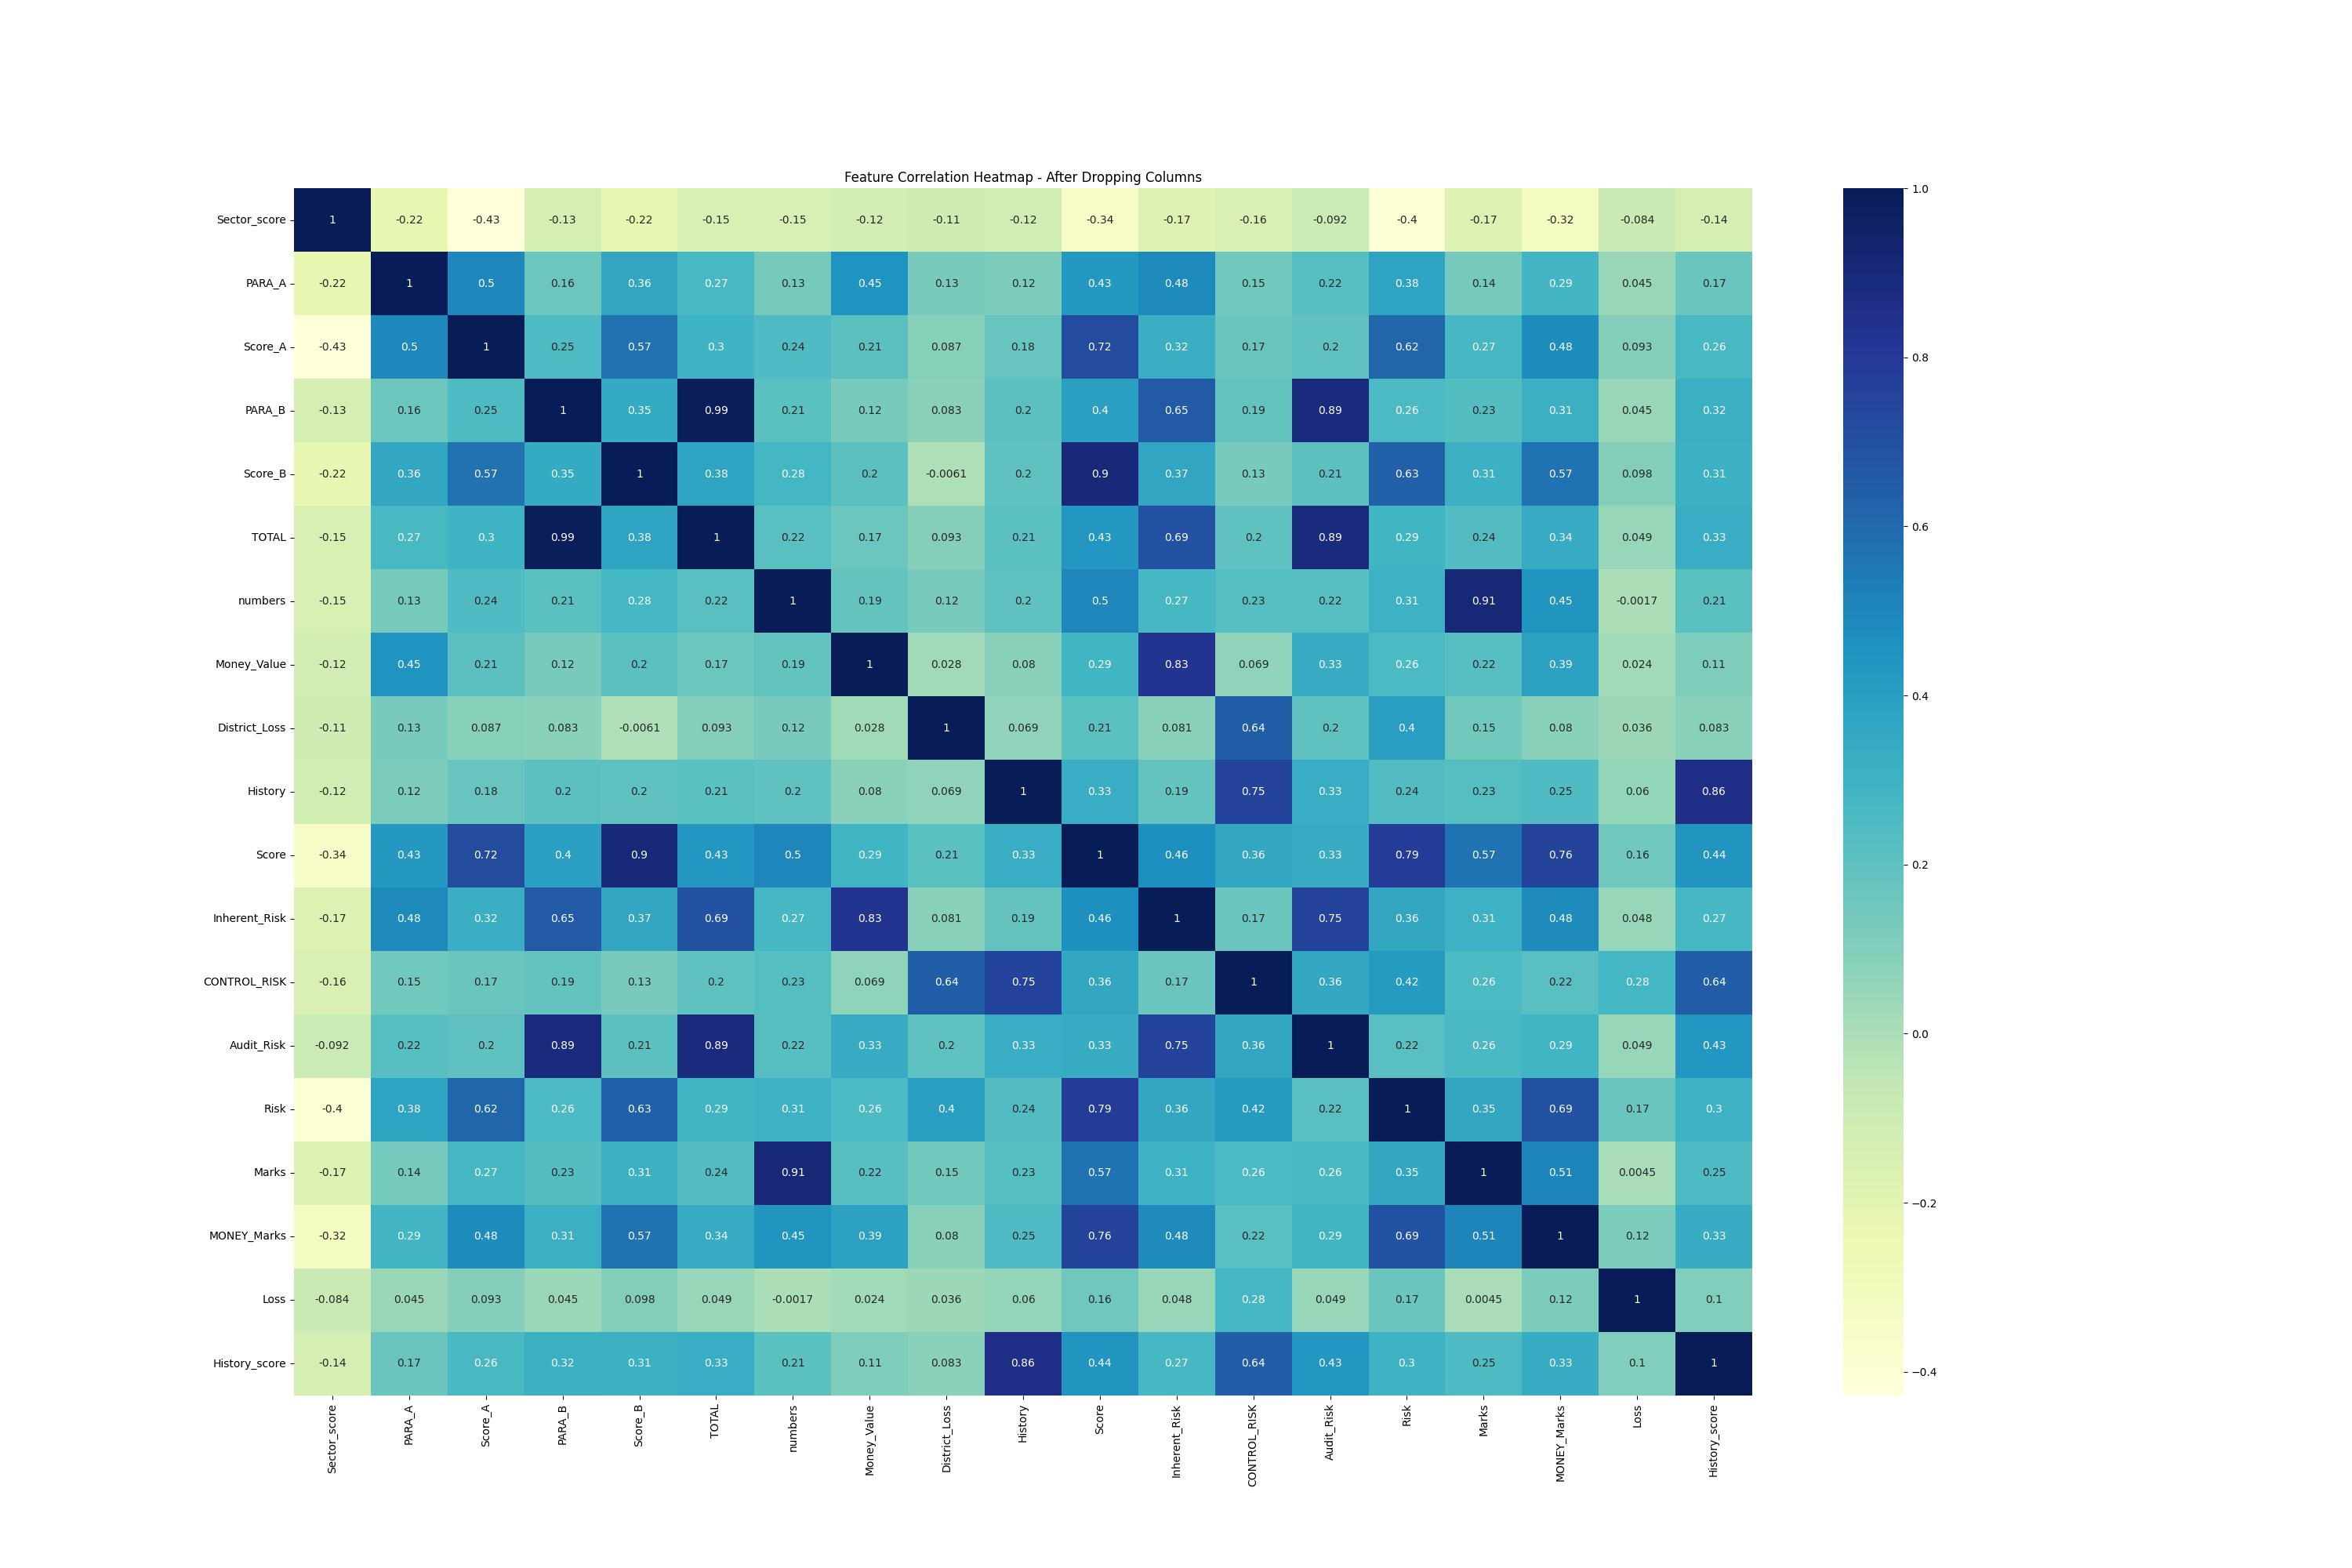 Feature Correlation Heatmap - After Dropping Columns
Sector_score 1 -0.22 -0.43 -0.13 -0.22 -0.15 -0.15 -0.12 -0.11 -0.12 -0.34 -0.17 -0.16 -0.092 -0.4 -0.17 -0.32 -0.084 -0.14
PARA_A -0.22 1 0.5 0.16 0.36 0.27 0.13 0.45 0.13 0.12 0.43 0.48 0.15 0.22 0.38 0.14 0.29 0.045 0.17
Score_A -0.43 0.5 1 0.25 0.57 0.3 0.24 0.21 0.087 0.18 0.72 0.32 0.17 0.2 0.62 0.27 0.48 0.093 0.26
PARA_B -0.13 0.16 0.25 1 0.35 0.99 0.21 0.12 0.083 0.2 0.4 0.65 0.19 0.89 0.26 0.23 0.31 0.045 0.32
Score_B -0.22 0.36 0.57 0.35 1 0.38 0.28 0.2 -0.0061 0.2 0.9 0.37 0.13 0.21 0.63 0.31 0.57 0.098 0.31
TOTAL -0.15 0.27 0.3 0.99 0.38 1 0.22 0.17 0.093 0.21 0.43 0.69 0.2 0.89 0.29 0.24 0.34 0.049 0.33
numbers -0.15 0.13 0.24 0.21 0.28 0.22 1 0.19 0.12 0.2 0.5 0.27 0.23 0.22 0.31 0.91 0.45 -0.0017 0.21
Money_Value -0.12 0.45 0.21 0.12 0.2 0.17 0.19 1 0.028 0.08 0.29 0.83 0.069 0.33 0.26 0.22 0.39 0.024 0.11
District_Loss -0.11 0.13 0.087 0.083 -0.0061 0.093 0.12 0.028 1 0.069 0.21 0.081 0.64 0.2 0.4 0.15 0.08 0.036 0.083
History -0.12 0.12 0.18 0.2 0.2 0.21 0.2 0.08 0.069 1 0.33 0.19 0.75 0.33 0.24 0.23 0.25 0.06 0.86
Score -0.34 0.43 0.72 0.4 0.9 0.43 0.5 0.29 0.21 0.33 1 0.46 0.36 0.33 0.79 0.57 0.76 0.16 0.44
Inherent_Risk -0.17 0.48 0.32 0.65 0.37 0.69 0.27 0.83 0.081 0.19 0.46 1 0.17 0.75 0.36 0.31 0.48 0.048 0.27
CONTROL_RISK -0.16 0.15 0.17 0.19 0.13 0.2 0.23 0.069 0.64 0.75 0.36 0.17 1 0.36 0.42 0.26 0.22 0.28 0.64
Audit_Risk -0.092 0.22 0.2 0.89 0.21 0.89 0.22 0.33 0.2 0.33 0.33 0.75 0.36 1 0.22 0.26 0.29 0.049 0.43
Risk -0.4 0.38 0.62 0.26 0.63 0.29 0.31 0.26 0.4 0.24 0.79 0.36 0.42 0.22 1 0.35 0.69 0.17 0.3
Marks -0.17 0.14 0.27 0.23 0.31 0.24 0.91 0.22 0.15 0.23 0.57 0.31 0.26 0.26 0.35 1 0.51 0.0045 0.25
MONEY_Marks -0.32 0.29 0.48 0.31 0.57 0.34 0.45 0.39 0.08 0.25 0.76 0.48 0.22 0.29 0.69 0.51 1 0.12 0.33
Loss -0.084 0.045 0.093 0.045 0.098 0.049 -0.0017 0.024 0.036 0.06 0.16 0.048 0.28 0.049 0.17 0.0045 0.12 1 0.1
History_score -0.14 0.17 0.26 0.32 0.31 0.33 0.21 0.11 0.083 0.86 0.44 0.27 0.64 0.43 0.3 0.25 0.33 0.1 1
Sector_score PARA_A Score_A PARA_B Score_B TOTAL numbers Money_Value District_Loss History Score Inherent_Risk CONTROL_RISK Audit_Risk Risk Marks MONEY_Marks Loss History_score
1.0
0.8
0.6
0.4
0.2
0.0
−0.2
−0.4